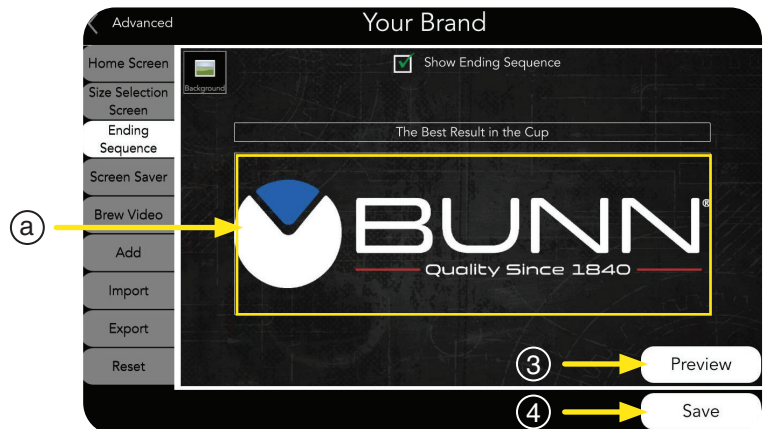 Advanced
Your Brand
Home Screen
Size Selection
Screen
Ending
Sequence
Screen Saver
Brew Video
Add
Import
Export
Reset
Background
Show Ending Sequence
The Best Result in the Cup
a
BUNN®
Quality Since 1840
3
Preview
4
Save